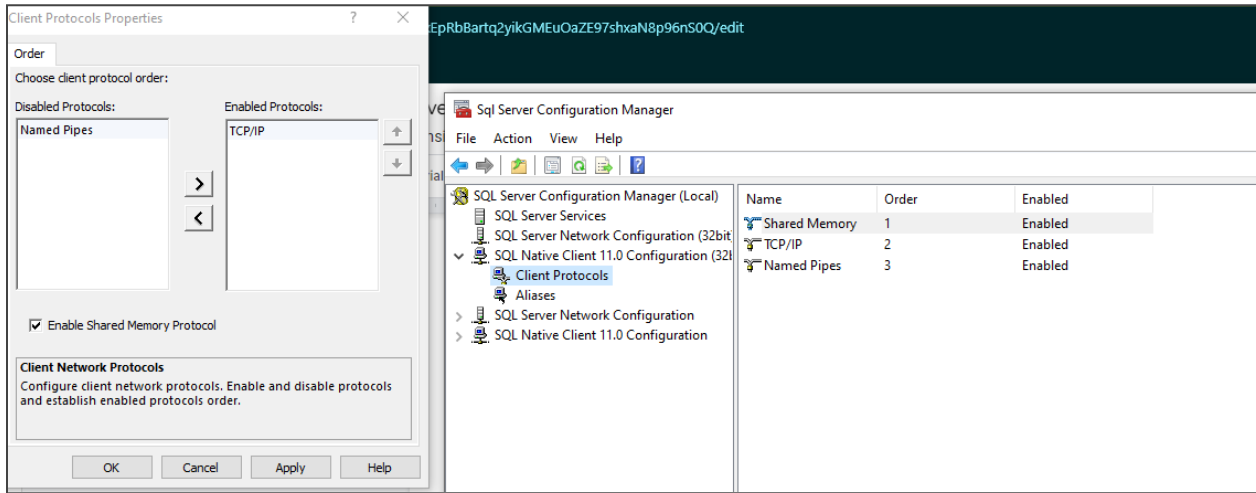 Client Protocols Properties
?
Order
Choose client protocol order:
Disabled Protocols:
Enabled Protocols:
Named Pipes
TCP/IP
>
<
Enable Shared Memory Protocol
Client Network Protocols
Configure client network protocols. Enable and disable protocols
and establish enabled protocols order.
OK
Cancel
Apply
Help
EpRbBartq2yikGMEuOaZE97shxaN8p96nS0Q/edit
Sql Server Configuration Manager
File Action View Help
SQL Server Configuration Manager (Local)
SQL Server Services
SQL Server Network Configuration (32bit
SQL Native Client 11.0 Configuration (32b
Client Protocols
Aliases
SQL Server Network Configuration
SQL Native Client 11.0 Configuration
Name Order Enabled
Shared Memory 1 Enabled
TCP/IP 2 Enabled
Named Pipes 3 Enabled